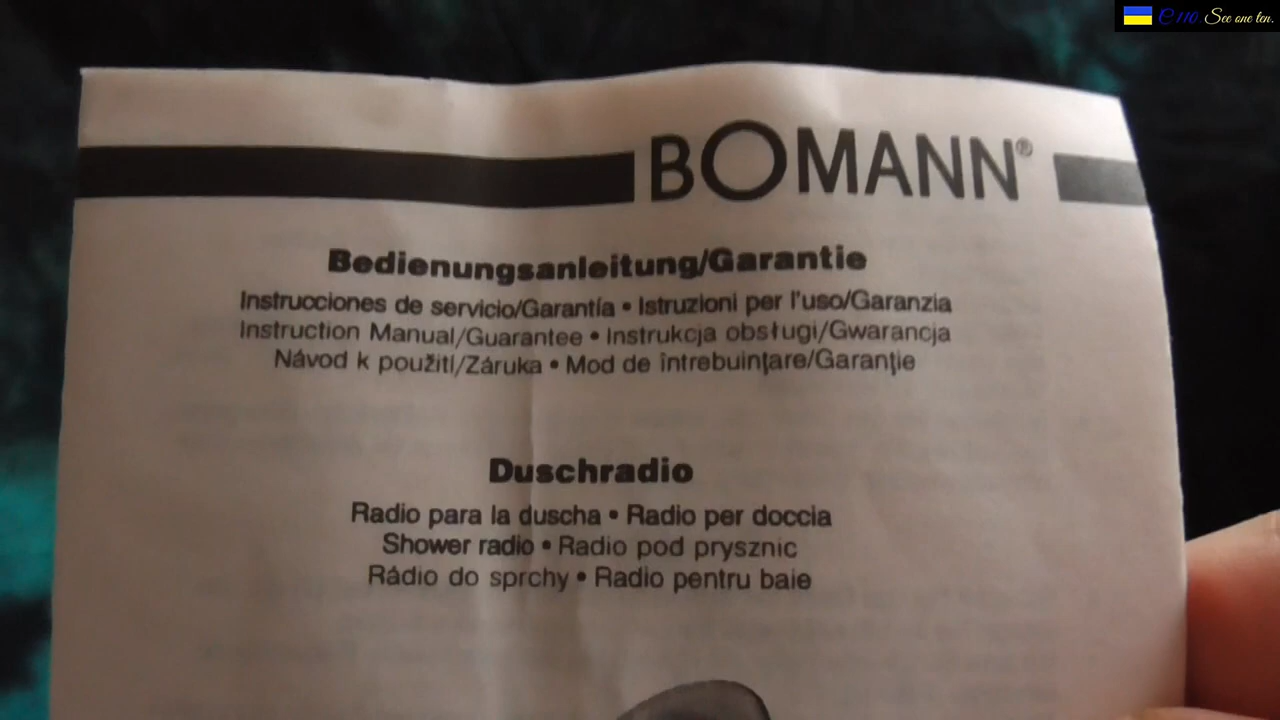 C 110. See one ten.
BOMANN®
Bedienungsanleitung/Garantie
Instrucciones de servicio/Garantía • Istruzioni per l'uso/Garanzia
Instruction Manual/Guarantee • Instrukcja obsługi/Gwarancja
Návod k použití/Záruka • Mod de întrebuinţare/Garanţie
Duschradio
Radio para la duscha • Radio per doccia
Shower radio • Radio pod prysznic
Rádio do sprchy • Radio pentru baie